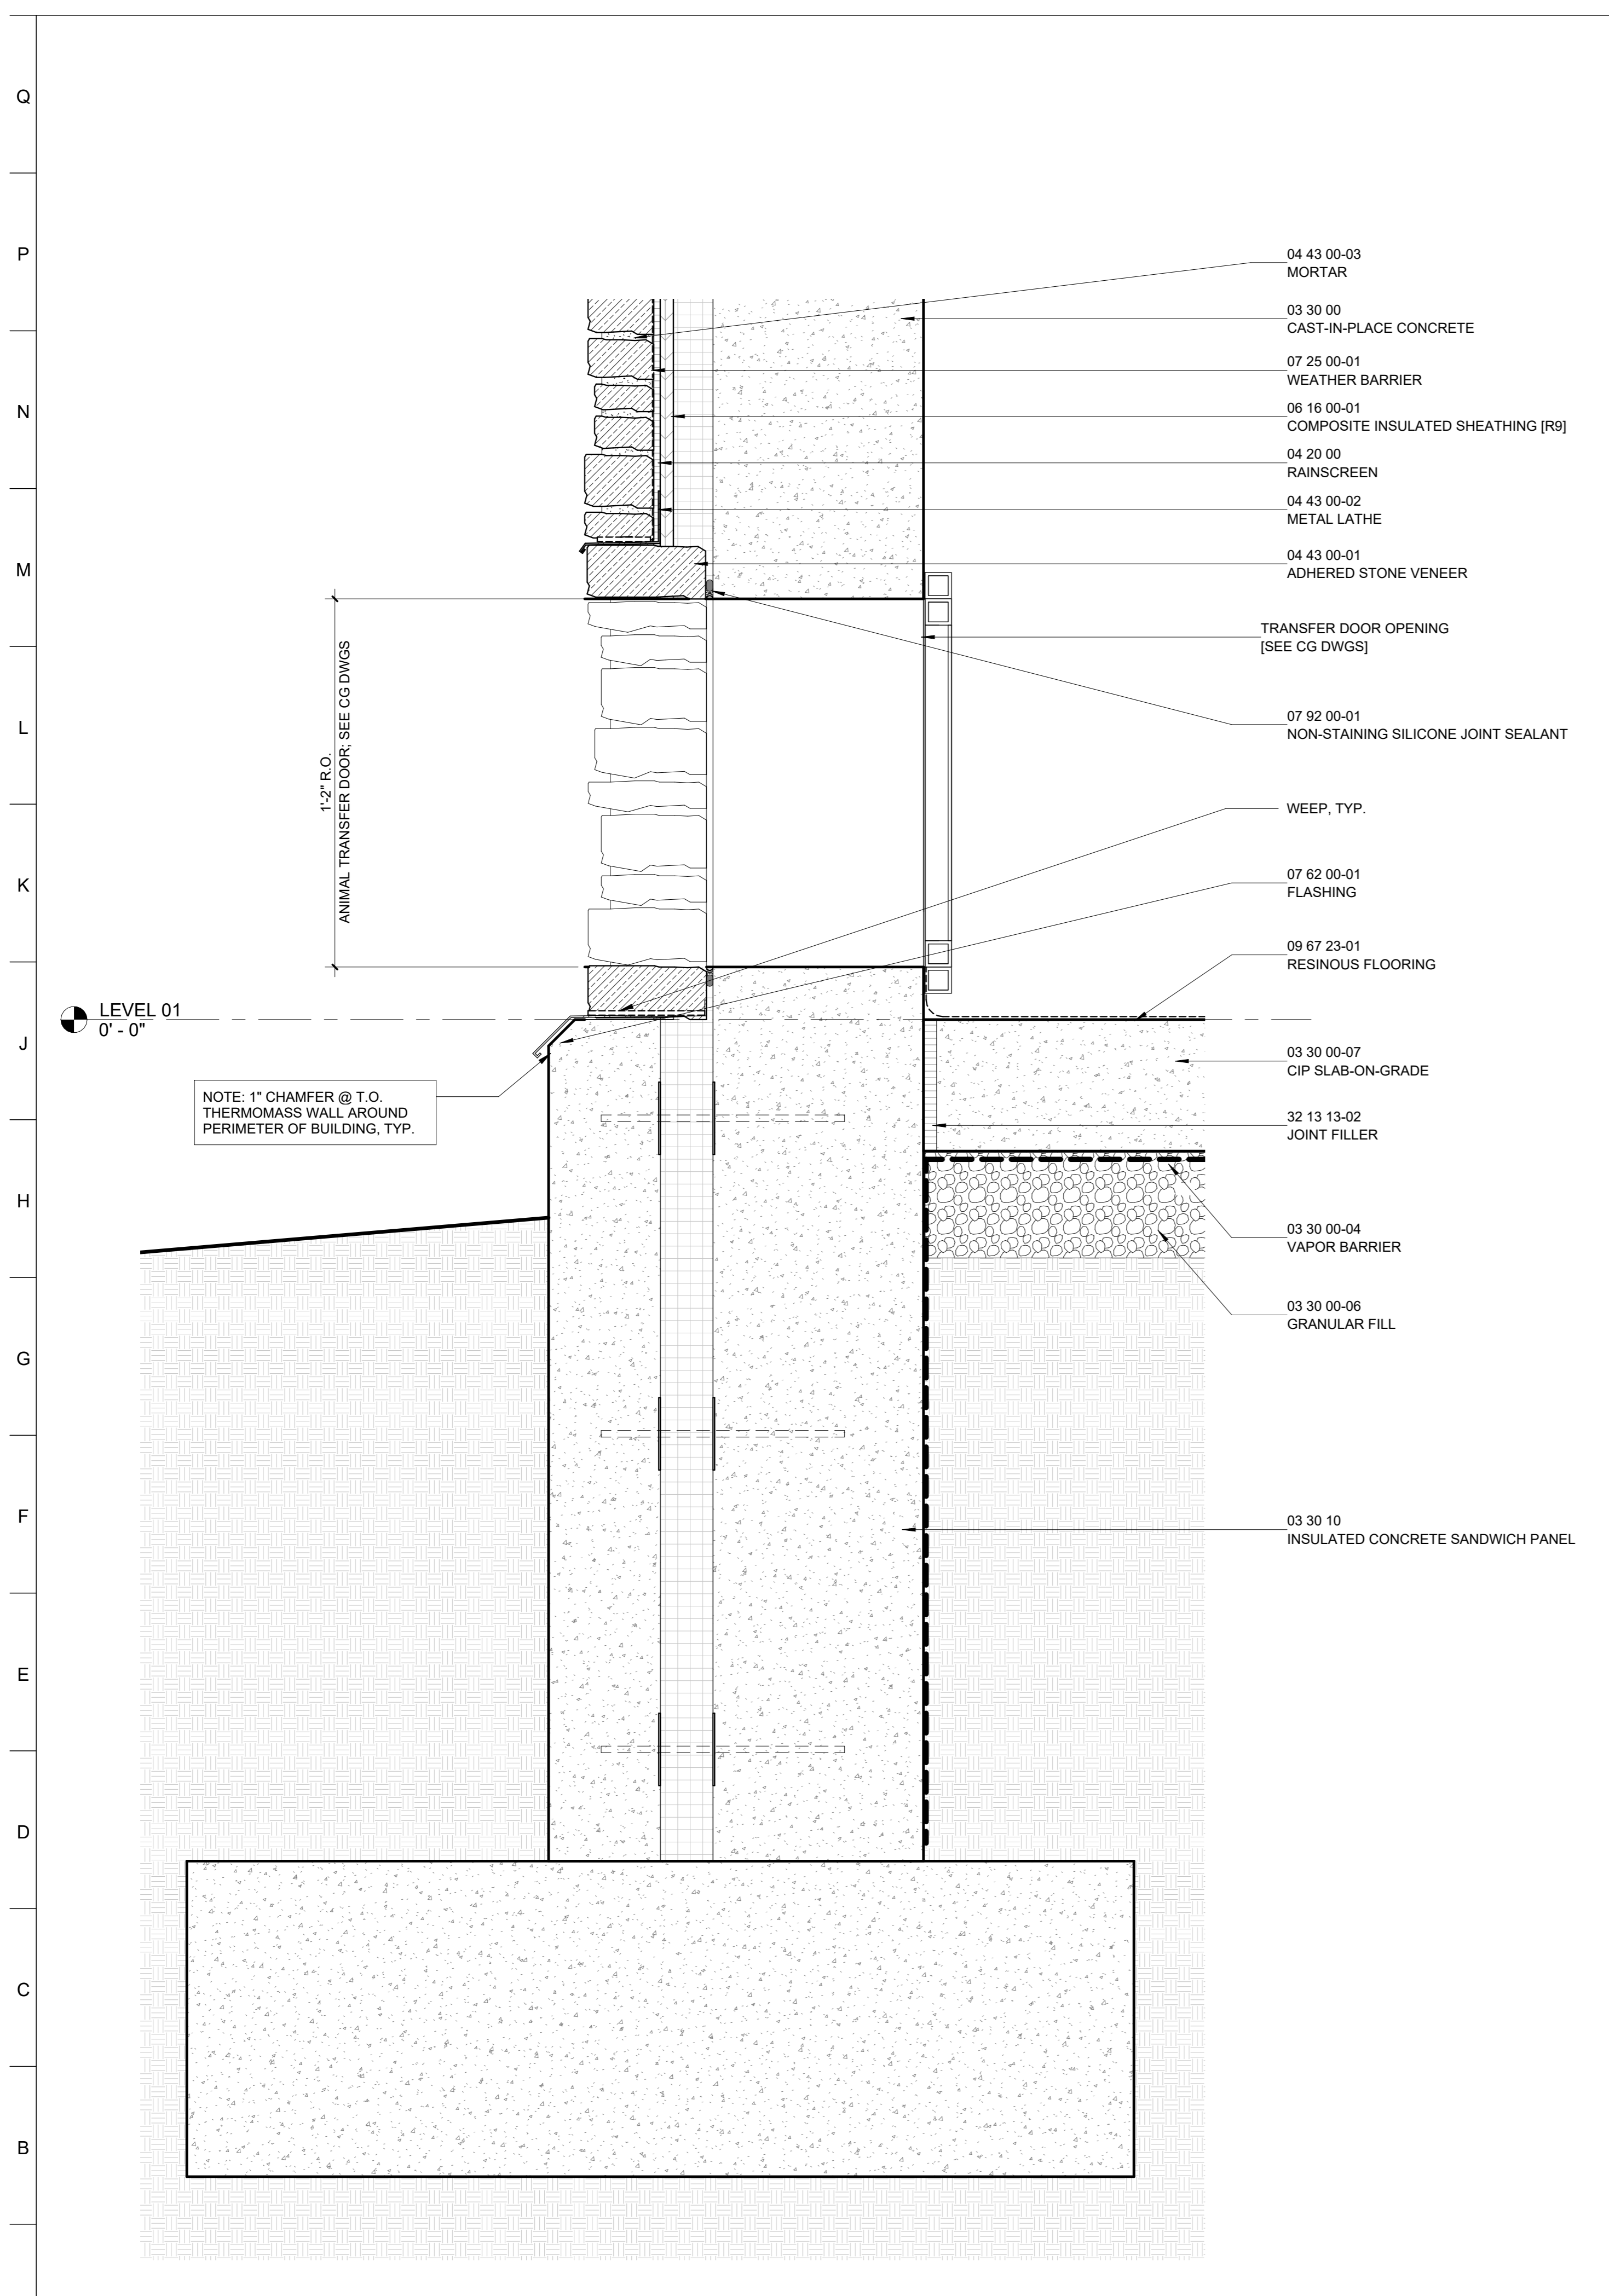 Q
P
N
M
L
K
J
H
G
F
E
D
C
B
04 43 00-03
MORTAR
03 30 00
CAST-IN-PLACE CONCRETE
07 25 00-01
WEATHER BARRIER
06 16 00-01
COMPOSITE INSULATED SHEATHING [R9]
04 20 00
RAINSCREEN
04 43 00-02
METAL LATHE
04 43 00-01
ADHERED STONE VENEER
TRANSFER DOOR OPENING
[SEE CG DWGS]
07 92 00-01
NON-STAINING SILICONE JOINT SEALANT
1'-2" R.O.
ANIMAL TRANSFER DOOR; SEE CG DWGS
WEEP, TYP.
07 62 00-01
FLASHING
09 67 23-01
RESINOUS FLOORING
LEVEL 01
0' - 0"
03 30 00-07
CIP SLAB-ON-GRADE
NOTE: 1" CHAMFER @ T.O.
THERMOMASS WALL AROUND
PERIMETER OF BUILDING, TYP.
32 13 13-02
JOINT FILLER
03 30 00-04
VAPOR BARRIER
03 30 00-06
GRANULAR FILL
03 30 10
INSULATED CONCRETE SANDWICH PANEL